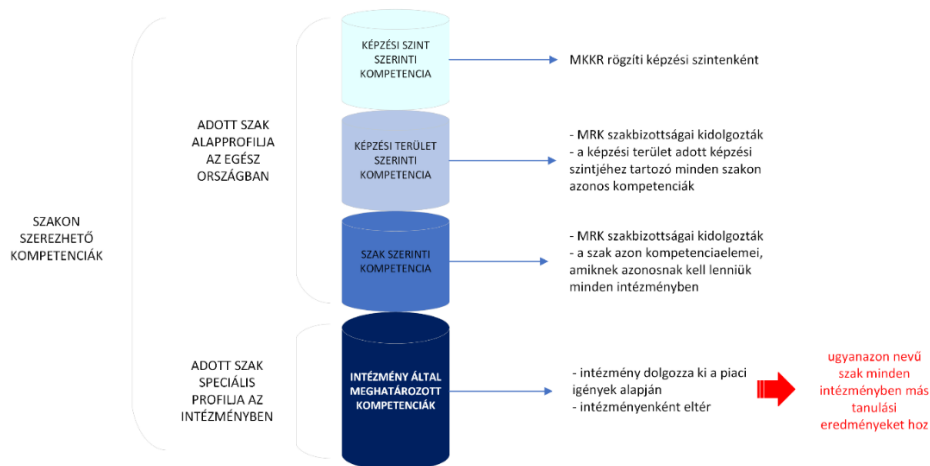 SZAKON
SZEREZHETŐ
KOMPETENCIÁK
ADOTT SZAK
ALAPPROFILJA
AZ EGÉSZ
ORSZÁGBAN
KÉPZÉSI SZINT
SZERINTI
KOMPETENCIA
MKKR rögzíti képzési szintenként
KÉPZÉSI TERÜLET
SZERINTI
KOMPETENCIA
- MRK szakbizottságai kidolgozták
- a képzési terület adott képzési
szintjéhez tartozó minden szakon
azonos kompetenciák
SZAK SZERINTI
KOMPETENCIA
- MRK szakbizottságai kidolgozták
- a szak azon kompetenciaelemei,
amiknek azonosnak kell lenniük
minden intézményben
ADOTT SZAK
SPECIÁLIS
PROFILJA AZ
INTÉZMÉNYBEN
INTÉZMÉNY ÁLTAL
MEGHATÁROZOTT
KOMPETENCIÁK
- intézmény dolgozza ki a piaci
igények alapján
- intézményenként eltér
ugyanazon nevű
szak minden
intézményben más
tanulási
eredményeket hoz